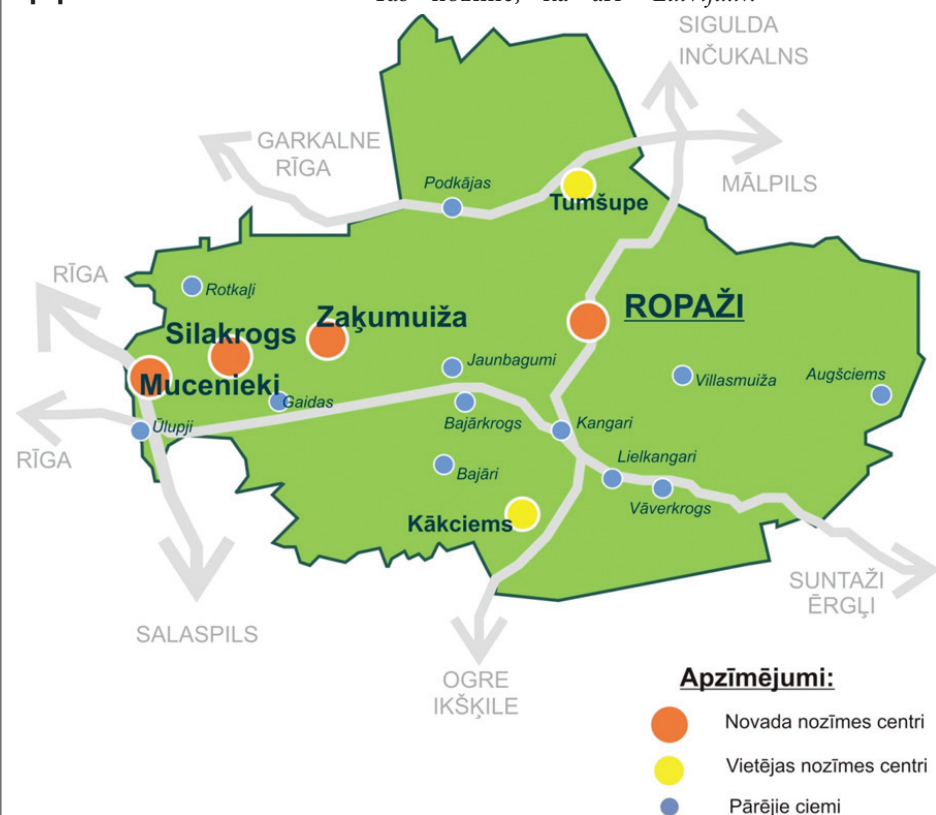 SIGULDA
INČUKALNS
GARKALNE
RĪGA
MĀLPILS
Podkājas
Tumšupe
RĪGA
Rotkaļi
Silakrogs
Zaķumuiža
ROPAŽI
Mucenieki
Jaunbagumi
Villasmuiža
Augšciems
Gaidas
Bajārkrogs
Kangari
Ūlupji
RĪGA
Bajāri
Lielkangari
Vāverkrogs
Kākciems
SUNTAŽI
ĒRGĻI
SALASPILS
OGRE
IKŠĶILE
Apzīmējumi:
Novada nozīmes centri
Vietējas nozīmes centri
Pārējie ciemi